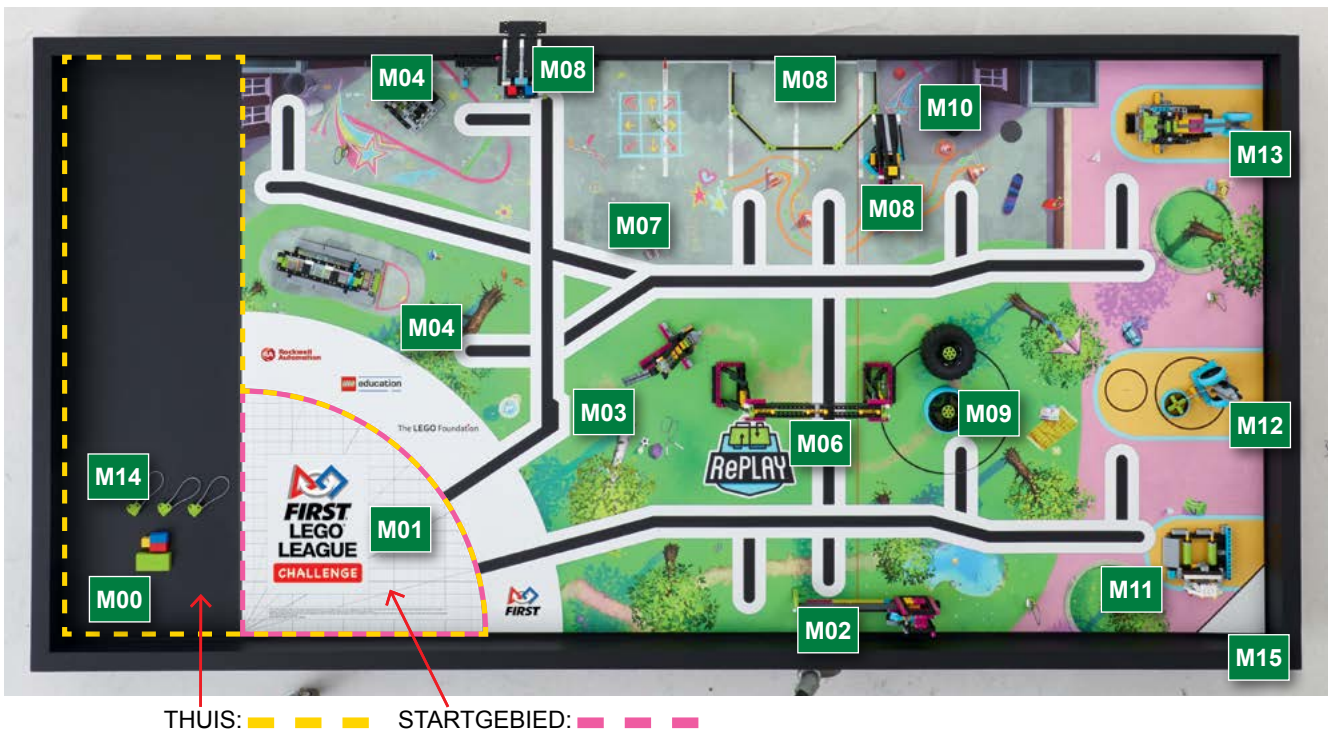 M04
M08
M08
M10
M13
M08
M07
M04
Rockwell
Automation
LEGO education
The LEGO Foundation
M03
M09
M12
M06
RePLAY
M14
FIRST
LEGO
LEAGUE
CHALLENGE
M01
M00
M11
FIRST
M02
M15
THUIS:
STARTGEBIED: